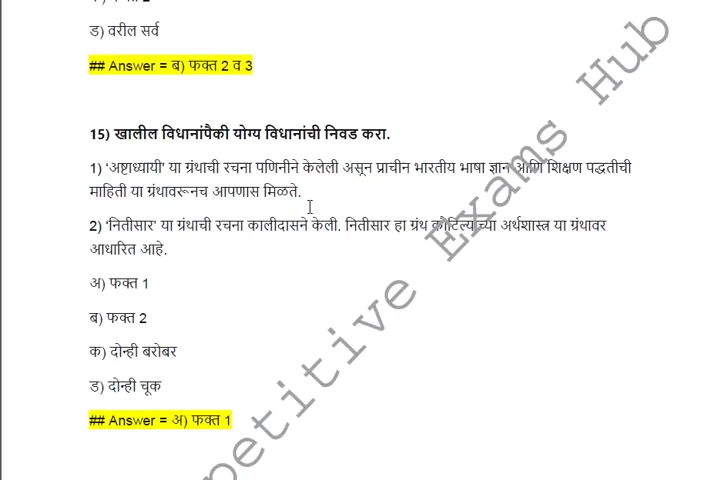 ड) वरील सर्व
## Answer = ब) फक्त 2 व 3
15) खालील विधानांपैकी योग्य विधानांची निवड करा.
1) 'अष्टाध्यायी' या ग्रंथाची रचना पणिनीने केलेली असून प्राचीन भारतीय भाषा ज्ञान आणि शिक्षण पद्धतीची
माहिती या ग्रंथावरूनच आपणास मिळते.
2) 'नितीसार' या ग्रंथाची रचना कालीदासने केली. नितीसार हा ग्रंथ कौटिल्यांच्या अर्थशास्त्र या ग्रंथावर
आधारित आहे.
अ) फक्त 1
ब) फक्त 2
क) दोन्ही बरोबर
ड) दोन्ही चूक
## Answer = अ) फक्त 1
petitive Exams Hub